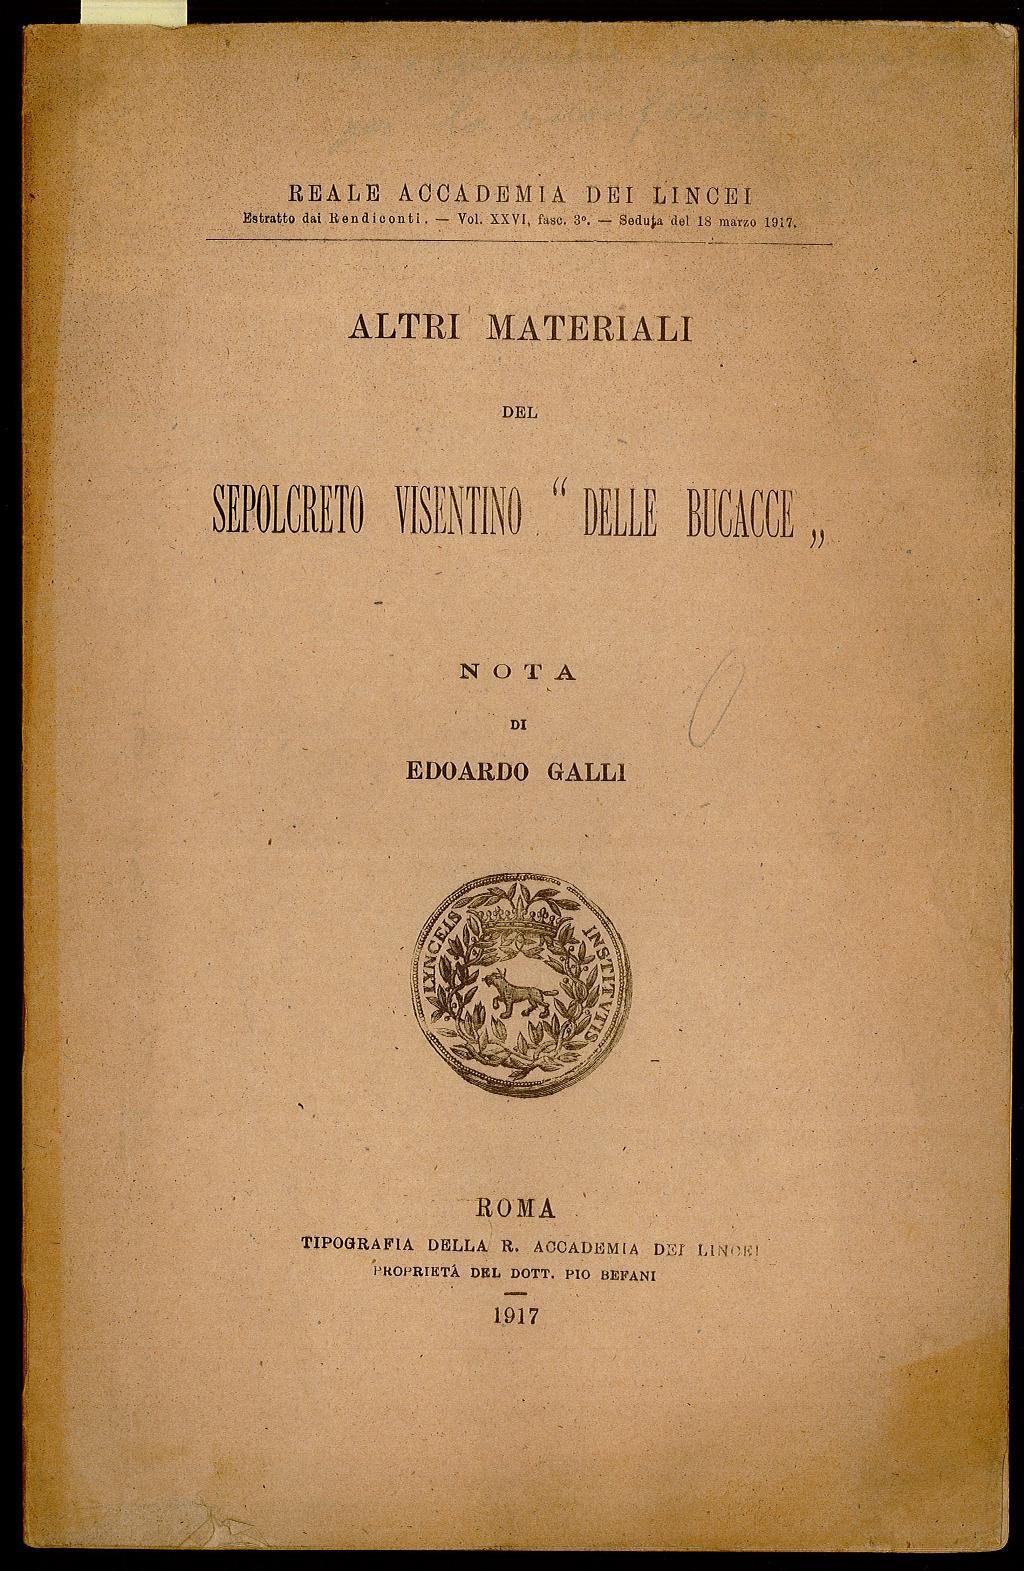 REALE ACCADEMIA DEI LINCEI
Estratto dai Rendiconti. — Vol. XXVI, fasc. 3º. — Seduta del 18 marzo 1917.
ALTRI MATERIALI
DEL
SEPOLCRETO VISENTINO “ DELLE BUCACCE „
NOTA
DI
EDOARDO GALLI
LYNCEIS INSTITVTIS
ROMA
TIPOGRAFIA DELLA R. ACCADEMIA DEI LINCEI
PROPRIETÀ DEL DOTT. PIO BEFANI
1917